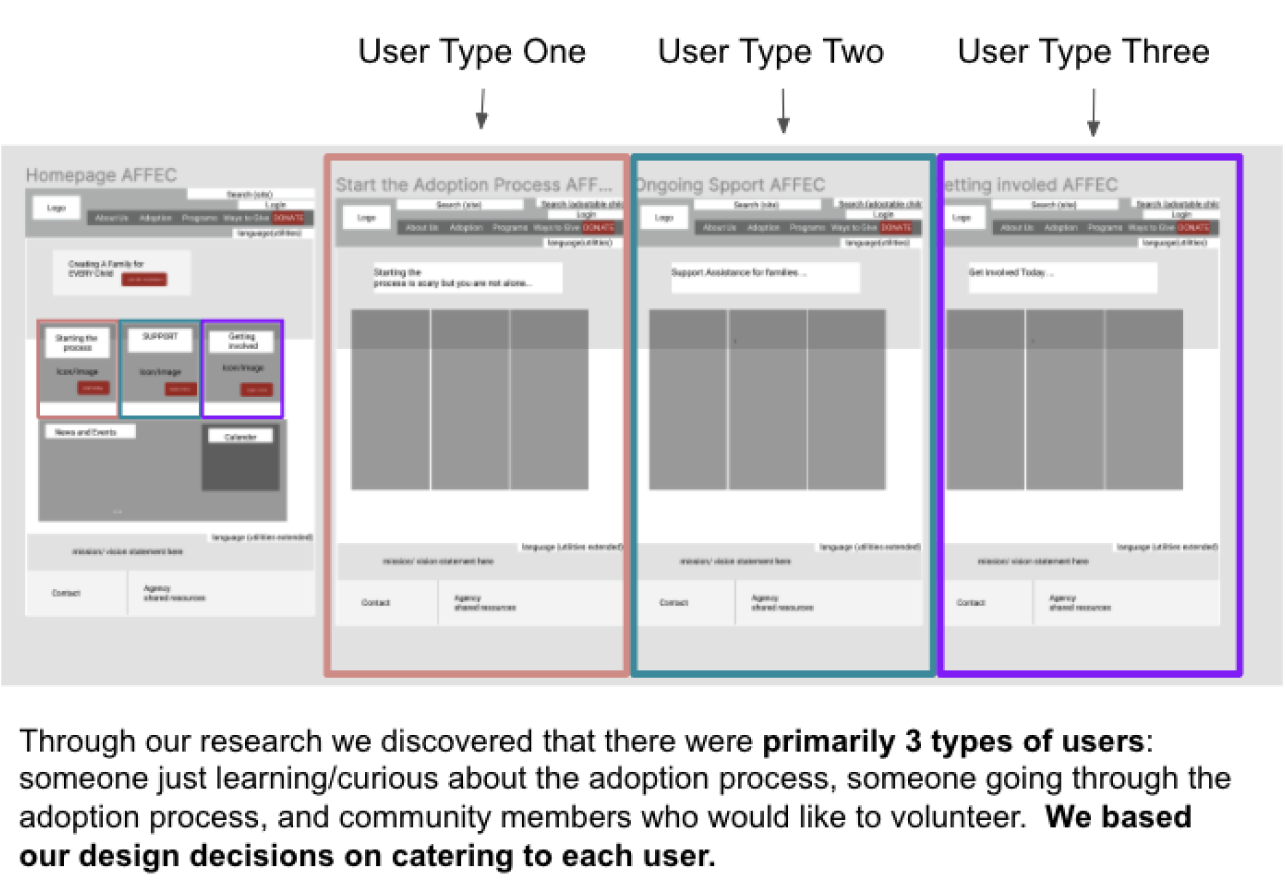 User Type One
User Type Two
User Type Three
Homepage AFFEC
Search (site)
Login
Logo
About Us
Adoption
Programs
Ways to Give
DONATE
language(utilities)
Creating A Family for
EVERY Child
Starting the
process
Icon/Image
SUPPORT
Icon/Image
Getting
involved
Icon/Image
News and Events
Calander
language (utilities extended)
mission/ vision statement here
Contact
Agency
shared resources
Start the Adoption Process AFF...
Search (site)
Search (adoptable chil
Login
Logo
About Us
Adoption
Programs
Ways to Give
DONATE
language(utilities)
Starting the
process is scary but you are not alone...
language (utilities extended)
mission/ vision statement here
Contact
Agency
shared resources
Ongoing Spport AFFEC
Search (site)
Search (adoptable chil
Login
Logo
About Us
Adoption
Programs
Ways to Give
DONATE
language(utilities)
Support Assistance for families...
language (utilities extended)
mission/ vision statement here
Contact
Agency
shared resources
etting involed AFFEC
Search (site)
Search (adoptable chic
Login
Logo
About Us
Adoption
Programs
Ways to Give
DONATE
language(utilities)
Get Involved Today...
language (utilities extended)
mission/ vision statement here
Contact
Agency
shared resources
Through our research we discovered that there were primarily 3 types of users:
someone just learning/curious about the adoption process, someone going through the
adoption process, and community members who would like to volunteer. We based
our design decisions on catering to each user.